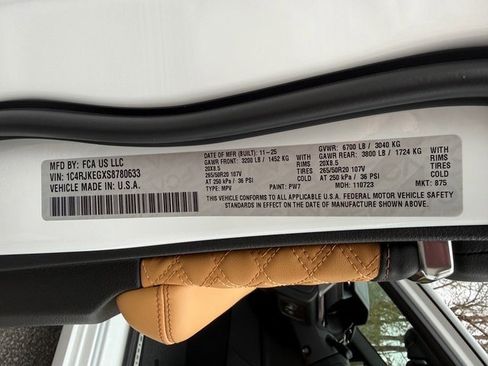 MFD BY: FCA US LLC
VIN: 1C4RJKEGXS8780633
VEHICLE MADE IN: U.S.A.
DATE OF MFR (BUILT): 11-25
GAWR FRONT: 3200 LB / 1452 KG
20X8.5
265/50R20 107V
AT 250 kPa / 36 PSI
TYPE: MPV
WITH
RIMS
TIRES
COLD
PAINT: PW7
GVWR: 6700 LB / 3040 KG
GAWR REAR: 3800 LB / 1724 KG
20X8.5
265/50R20 107V
AT 250 kPa / 36 PSI
MDH: 110723
WITH
RIMS
TIRES
COLD
MKT: 875
THIS VEHICLE CONFORMS TO ALL APPLICABLE U.S.A. FEDERAL MOTOR VEHICLE SAFETY
STANDARDS IN EFFECT ON THE DATE OF MANUFACTURE SHOWN ABOVE.